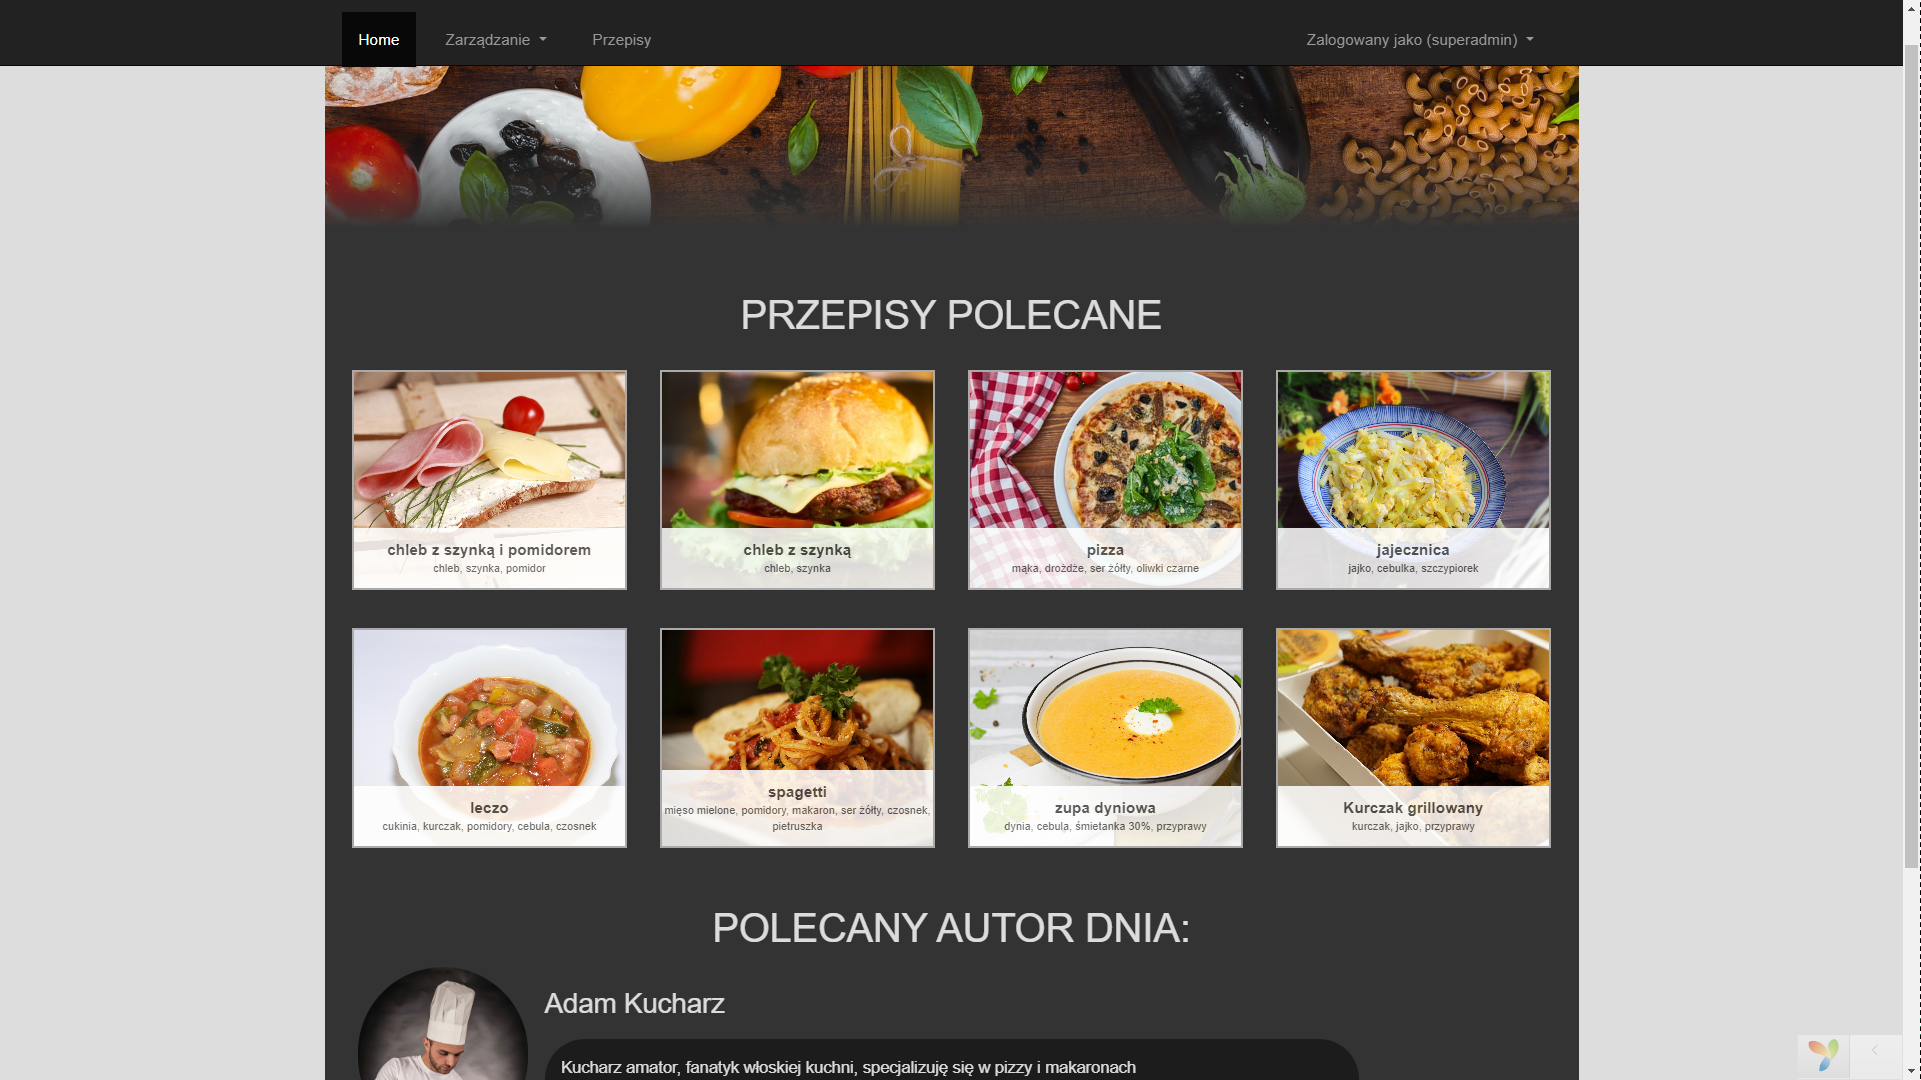 Home
Zarządzanie
Przepisy
Zalogowany jako (superadmin)
PRZEPISY POLECANE
chleb z szynką i pomidorem
chleb, szynka, pomidor
chleb z szynką
chleb, szynka
pizza
mąka, drożdże, ser żółty, oliwki czarne
jajecznica
jajko, cebulka, szczypiorek
leczo
cukinia, kurczak, pomidory, cebula, czosnek
spagetti
mięso mielone, pomidory, makaron, ser żółty, czosnek,
pietruszka
zupa dyniowa
dynia, cebula, śmietanka 30%, przyprawy
Kurczak grillowany
kurczak, jajko, przyprawy
POLECANY AUTOR DNIA:
Adam Kucharz
Kucharz amator, fanatyk włoskiej kuchni, specjalizuję się w pizzy i makaronach